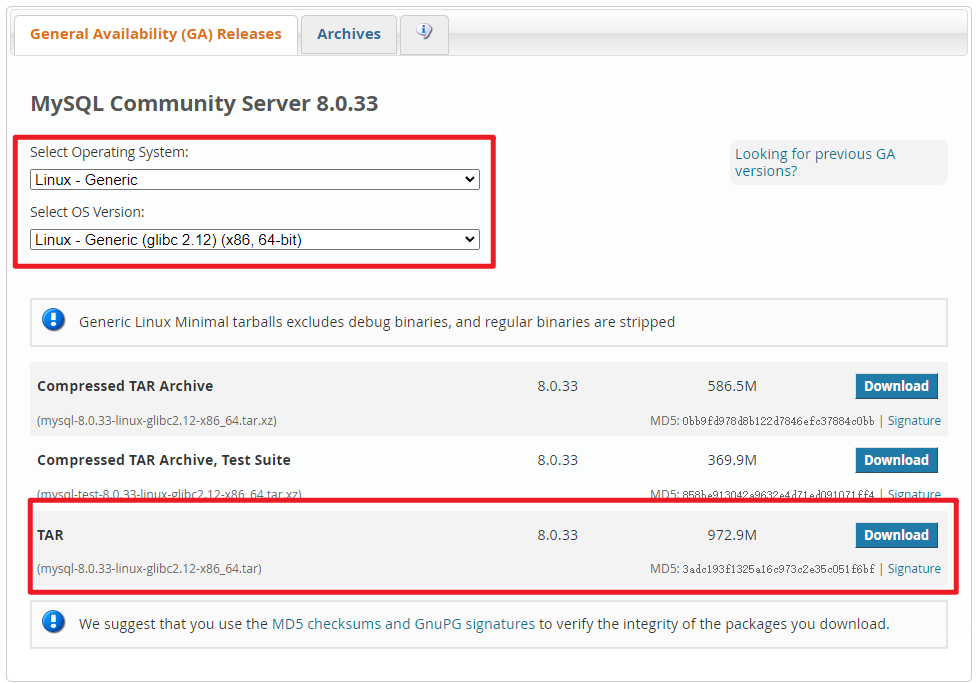 General Availability (GA) Releases
Archives
MySQL Community Server 8.0.33
Select Operating System:
Looking for previous GA
versions?
Linux - Generic
Select OS Version:
Linux - Generic (glibc 2.12) (x86, 64-bit)
Generic Linux Minimal tarballs excludes debug binaries, and regular binaries are stripped
Compressed TAR Archive 8.0.33 586.5M Download
(mysql-8.0.33-linux-glibc2.12-x86_64.tar.xz) MD5: 0bb9fd978d8b122d7846efc37884c0bb | Signature
Compressed TAR Archive, Test Suite 8.0.33 369.9M Download
(mysql-test-8.0.33-linux-glibc2.12-x86_64.tar.xz) MD5: 858be913042a9632e4d71ed091071ff4 | Signature
TAR 8.0.33 972.9M Download
(mysql-8.0.33-linux-glibc2.12-x86_64.tar) MD5: 3adc193f1325a16c973c2e35c051f6bf | Signature
We suggest that you use the MD5 checksums and GnuPG signatures to verify the integrity of the packages you download.